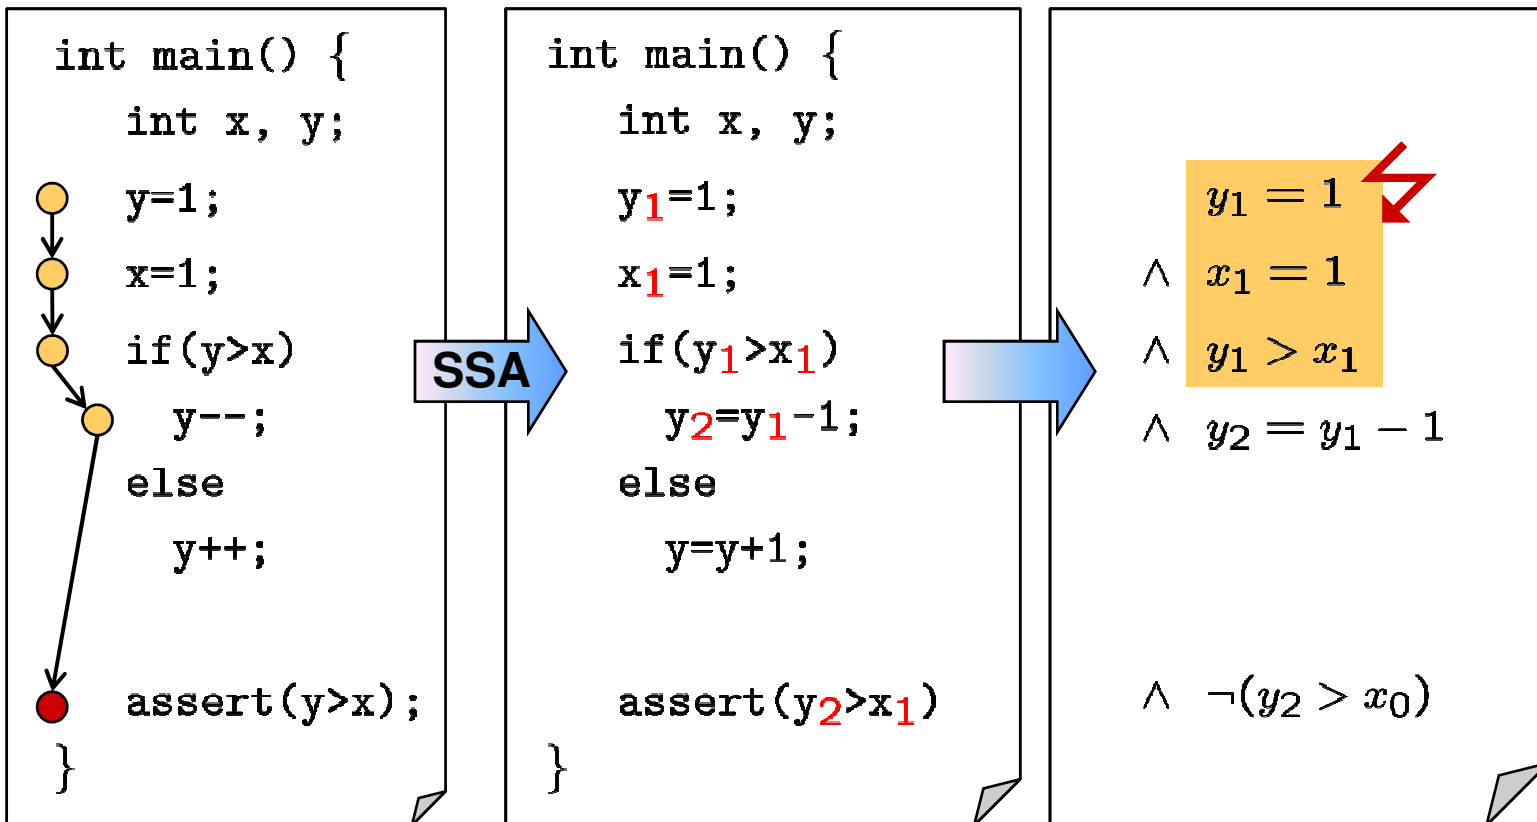 int main() {
int x, y;
y=1;
x=1;
if(y>x)
y--;
else
y++;
assert(y>x);
}
SSA
int main() {
int x, y;
y₁=1;
x₁=1;
if(y₁>x₁)
y₂=y₁-1;
else
y=y+1;
assert(y₂>x₁)
}
y₁ = 1
∧ x₁ = 1
∧ y₁ > x₁
∧ y₂ = y₁ − 1
∧ ¬(y₂ > x₀)